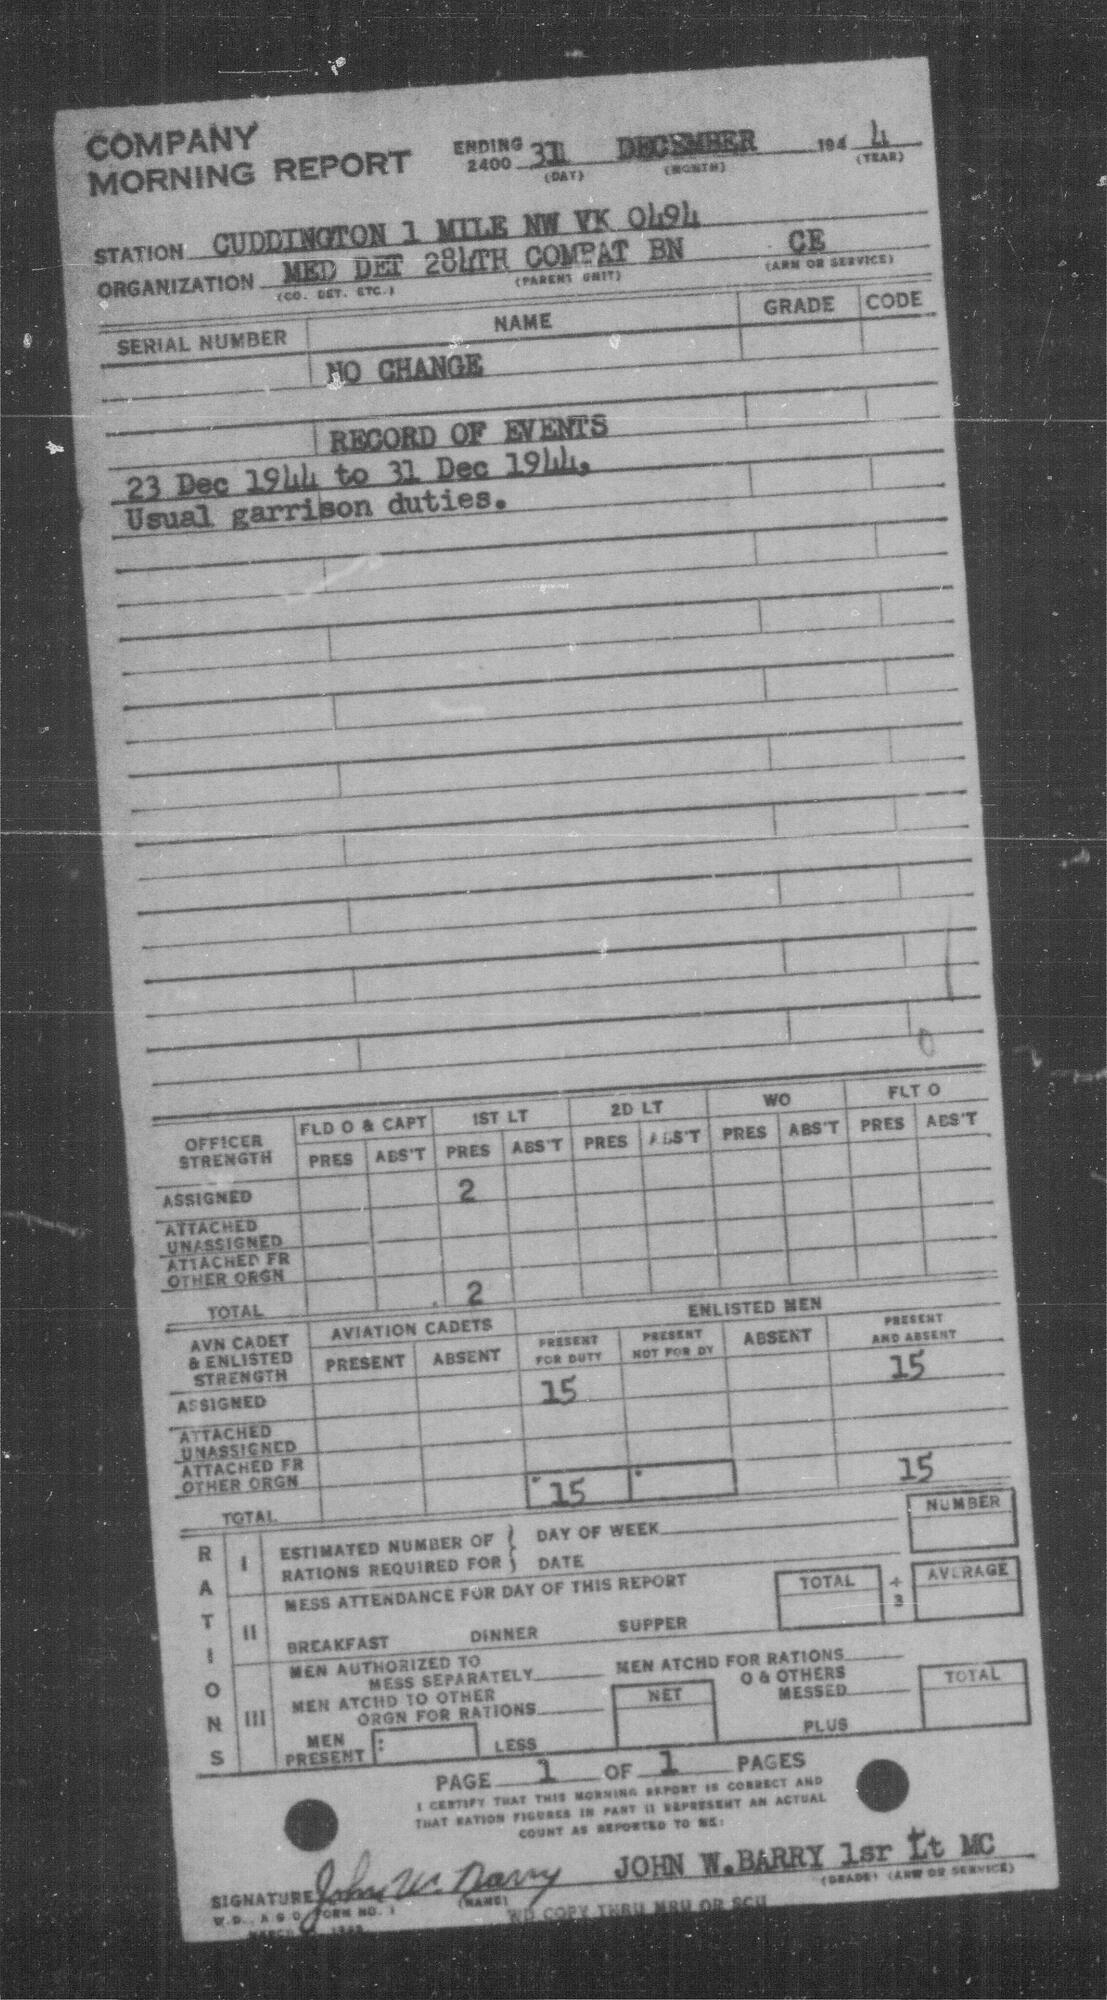 COMPANY
MORNING REPORT
ENDING 2400 31 DECEMBER 194 4
(DAY) (MONTH) (YEAR)
STATION CUDDINGTON 1 MILE NW VK 0494
ORGANIZATION MED DET 284TH COMBAT BN CE
(CO. DET. ETC.) (PARENT UNIT) (ARM OR SERVICE)
SERIAL NUMBER NAME GRADE CODE
NO CHANGE
RECORD OF EVENTS
23 Dec 1944 to 31 Dec 1944,
Usual garrison duties.
OFFICER STRENGTH FLD O & CAPT 1ST LT 2D LT WO FLT O
PRES ABS'T PRES ABS'T PRES ABS'T PRES ABS'T PRES ABS'T
ASSIGNED 2
ATTACHED UNASSIGNED
ATTACHED FR OTHER ORGN
TOTAL 2
AVN CADET & ENLISTED STRENGTH AVIATION CADETS ENLISTED MEN
PRESENT ABSENT PRESENT FOR DUTY PRESENT NOT FOR DY ABSENT PRESENT AND ABSENT
ASSIGNED 15 15
ATTACHED UNASSIGNED
ATTACHED FR OTHER ORGN
TOTAL 15 15
RATIONS
I ESTIMATED NUMBER OF } DAY OF WEEK NUMBER
RATIONS REQUIRED FOR } DATE
II MESS ATTENDANCE FOR DAY OF THIS REPORT TOTAL ÷ 3 AVERAGE
BREAKFAST DINNER SUPPER
III MEN AUTHORIZED TO MESS SEPARATELY MEN ATCHD FOR RATIONS
MEN ATCHD TO OTHER ORGN FOR RATIONS NET O & OTHERS MESSED TOTAL
MEN PRESENT : LESS PLUS
PAGE 1 OF 1 PAGES
I CERTIFY THAT THIS MORNING REPORT IS CORRECT AND
THAT RATION FIGURES IN PART II REPRESENT AN ACTUAL
COUNT AS REPORTED TO ME:
JOHN W.BARRY 1sr Lt MC
SIGNATURE John W. Barry
(NAME) (GRADE) (ARM OR SERVICE)
W.D., A G O FORM NO. 1
WD COPY THRU MRU OR SCU